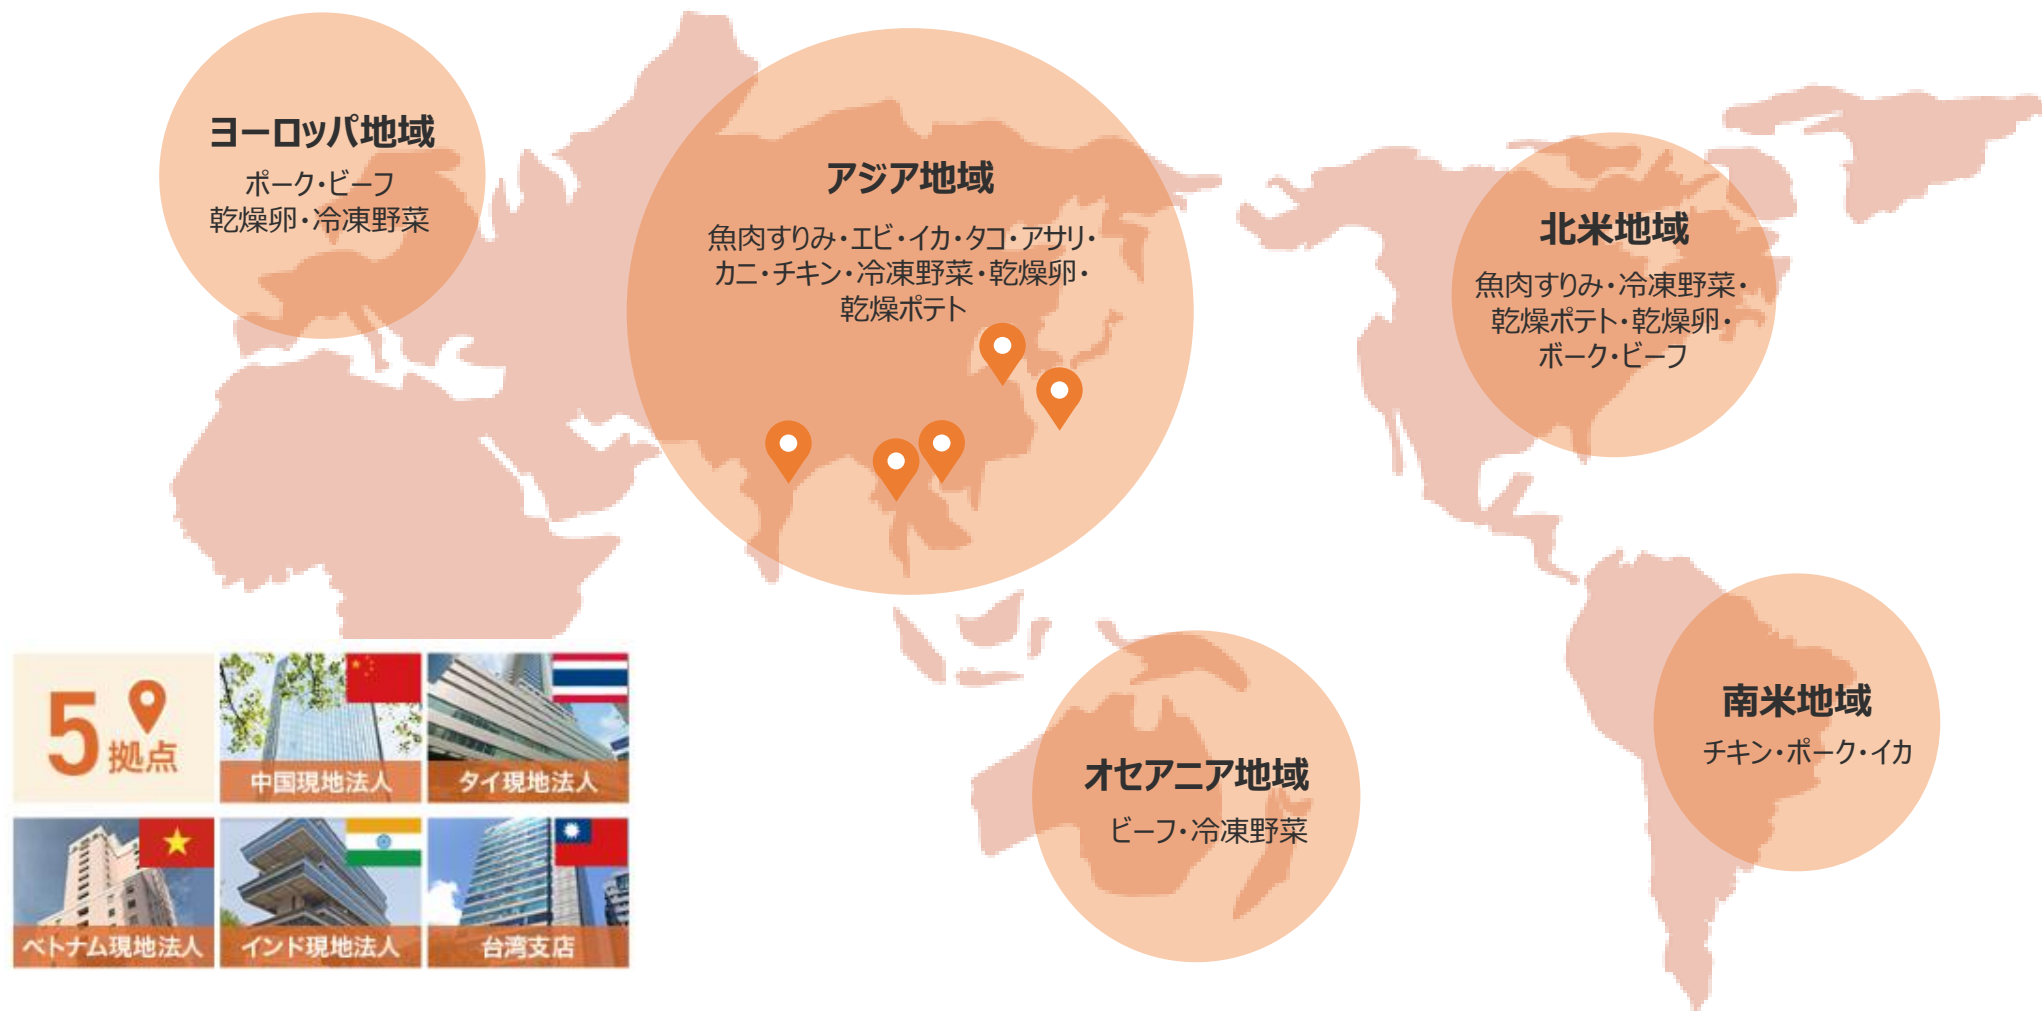 ヨーロッパ地域
ポーク・ビーフ
乾燥卵・冷凍野菜
アジア地域
魚肉すりみ・エビ・イカ・タコ・アサリ・
カニ・チキン・冷凍野菜・乾燥卵・
乾燥ポテト
北米地域
魚肉すりみ・冷凍野菜・
乾燥ポテト・乾燥卵・
ポーク・ビーフ
南米地域
チキン・ポーク・イカ
オセアニア地域
ビーフ・冷凍野菜
5拠点
中国現地法人
タイ現地法人
ベトナム現地法人
インド現地法人
台湾支店